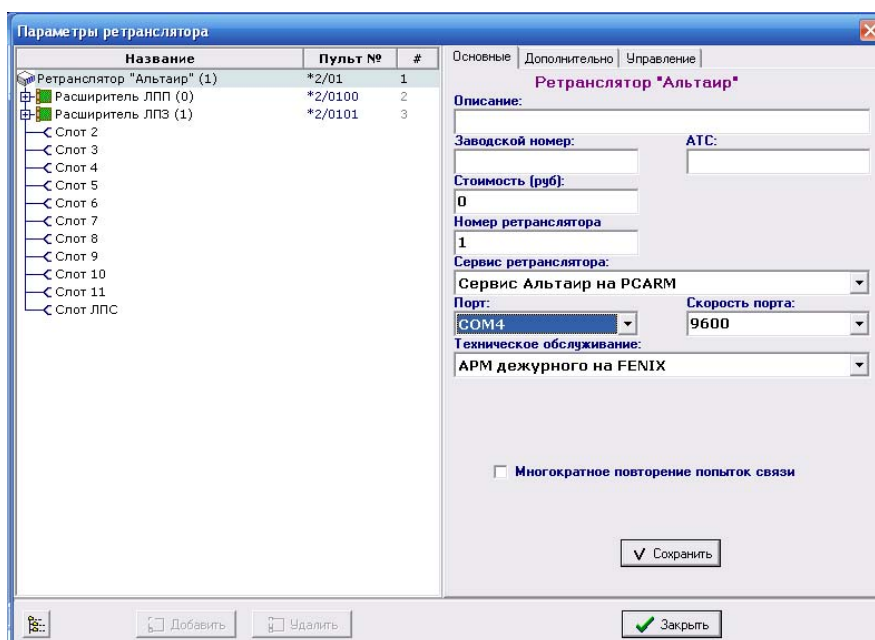 Параметры ретранслятора
Название Пульт № #
Ретранслятор "Альтаир" (1) *2/01 1
Расширитель ЛПП (0) *2/0100 2
Расширитель ЛПЗ (1) *2/0101 3
Слот 2
Слот 3
Слот 4
Слот 5
Слот 6
Слот 7
Слот 8
Слот 9
Слот 10
Слот 11
Слот ЛПС
Основные Дополнительно Управление
Ретранслятор "Альтаир"
Описание:
Заводской номер: АТС:
Стоимость (руб):
0
Номер ретранслятора
1
Сервис ретранслятора:
Сервис Альтаир на PCARM
Порт: Скорость порта:
COM4 9600
Техническое обслуживание:
АРМ дежурного на FENIX
Многократное повторение попыток связи
Сохранить
Добавить Удалить Закрыть